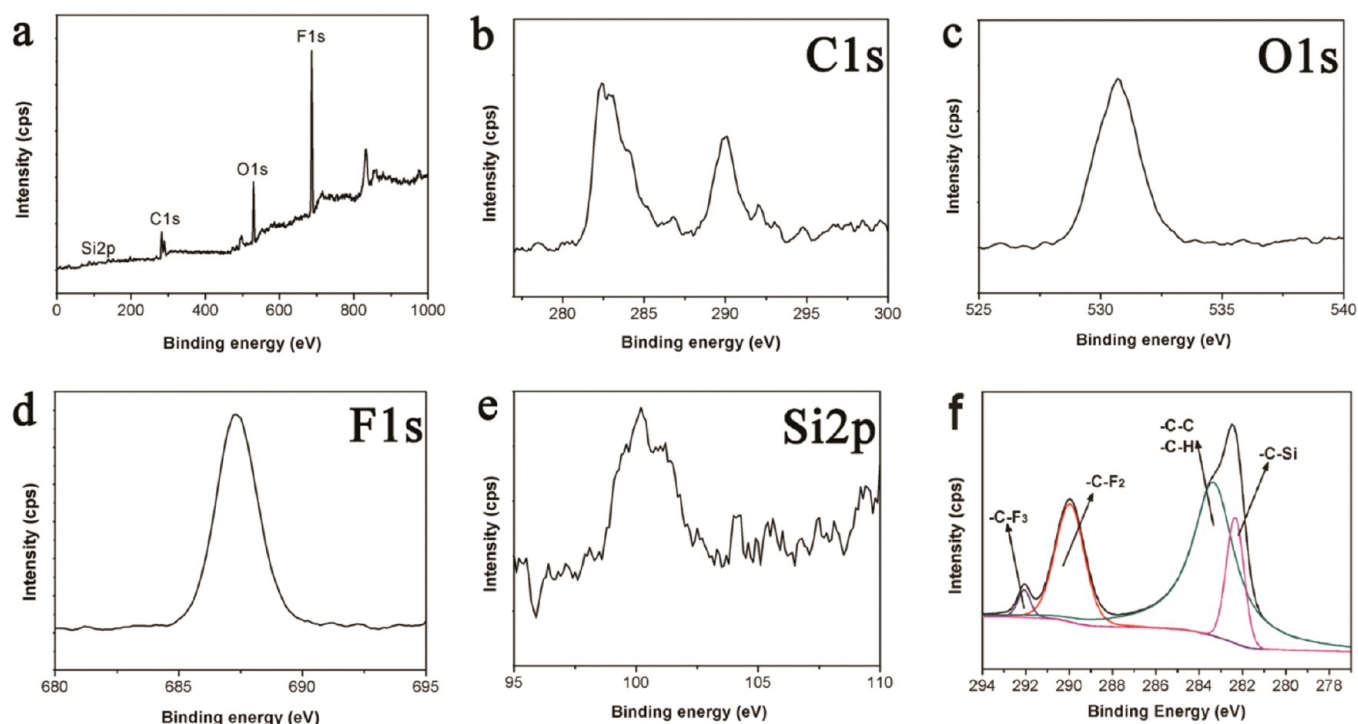 a
F1s
O1s
C1s
Si2p
Intensity (cps)
0 200 400 600 800 1000
Binding energy (eV)
b
C1s
Intensity (cps)
280 285 290 295 300
Binding energy (eV)
c
O1s
Intensity (cps)
525 530 535 540
Binding energy (eV)
d
F1s
Intensity (cps)
680 685 690 695
Binding energy (eV)
e
Si2p
Intensity (cps)
95 100 105 110
Binding energy (eV)
f
-C-C
-C-H
-C-Si
-C-F2
-C-F3
Intensity (cps)
294 292 290 288 286 284 282 280 278
Binding Energy (eV)